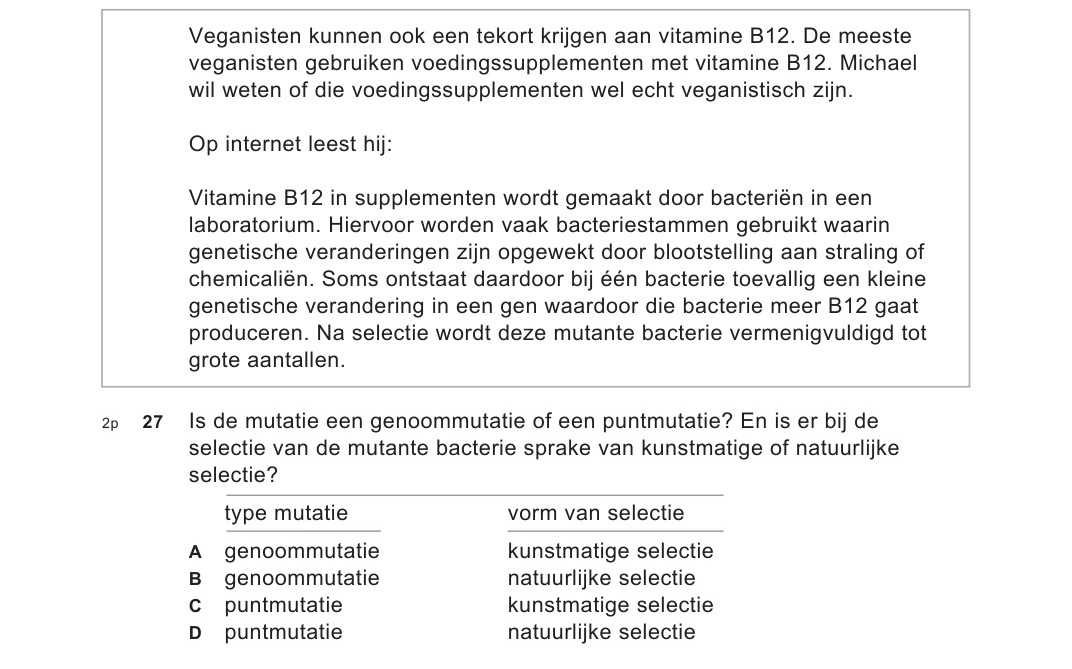 Veganisten kunnen ook een tekort krijgen aan vitamine B12. De meeste
veganisten gebruiken voedingssupplementen met vitamine B12. Michael
wil weten of die voedingssupplementen wel echt veganistisch zijn.
Op internet leest hij:
Vitamine B12 in supplementen wordt gemaakt door bacteriën in een
laboratorium. Hiervoor worden vaak bacteriestammen gebruikt waarin
genetische veranderingen zijn opgewekt door blootstelling aan straling of
chemicaliën. Soms ontstaat daardoor bij één bacterie toevallig een kleine
genetische verandering in een gen waardoor die bacterie meer B12 gaat
produceren. Na selectie wordt deze mutante bacterie vermenigvuldigd tot
grote aantallen.
2p 27 Is de mutatie een genoommutatie of een puntmutatie? En is er bij de
selectie van de mutante bacterie sprake van kunstmatige of natuurlijke
selectie?
type mutatie vorm van selectie
A genoommutatie kunstmatige selectie
B genoommutatie natuurlijke selectie
C puntmutatie kunstmatige selectie
D puntmutatie natuurlijke selectie